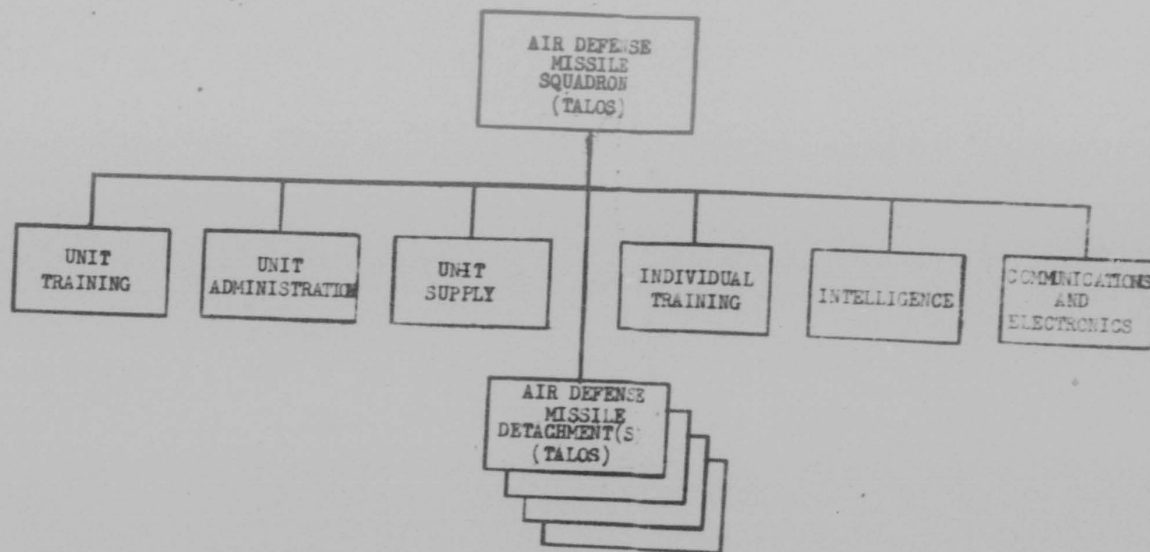 AIR DEFENSE
MISSILE
SQUADRON
(TALOS)
UNIT
TRAINING
UNIT
ADMINISTRATION
UNIT
SUPPLY
INDIVIDUAL
TRAINING
INTELLIGENCE
COMMUNICATIONS
AND
ELECTRONICS
AIR DEFENSE
MISSILE
DETACHMENT(S)
(TALOS)